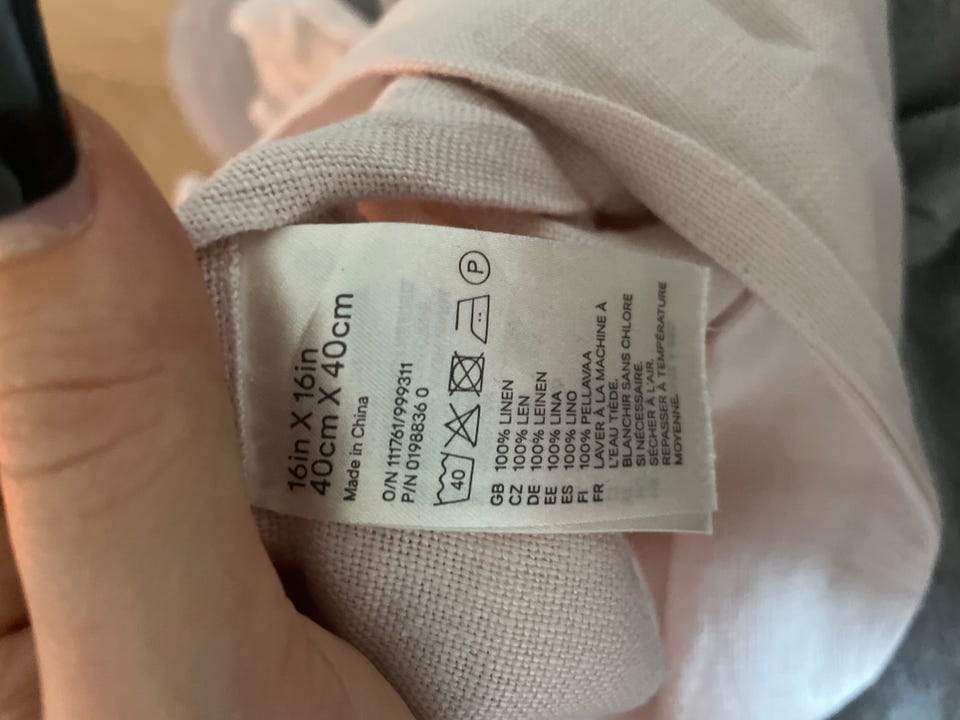 16in X 16in
40cm X 40cm
Made in China
O/N 111761/999311
P/N 0198836 0
40 P
GB 100% LINEN
CZ 100% LEN
DE 100% LEINEN
EE 100% LINA
ES 100% LINO
FI 100% PELLAVAA
FR LAVER À LA MACHINE À
L'EAU TIÈDE.
BLANCHIR SANS CHLORE
SI NÉCESSAIRE.
SÉCHER À L'AIR.
REPASSER À TEMPÉRATURE
MOYENNE.